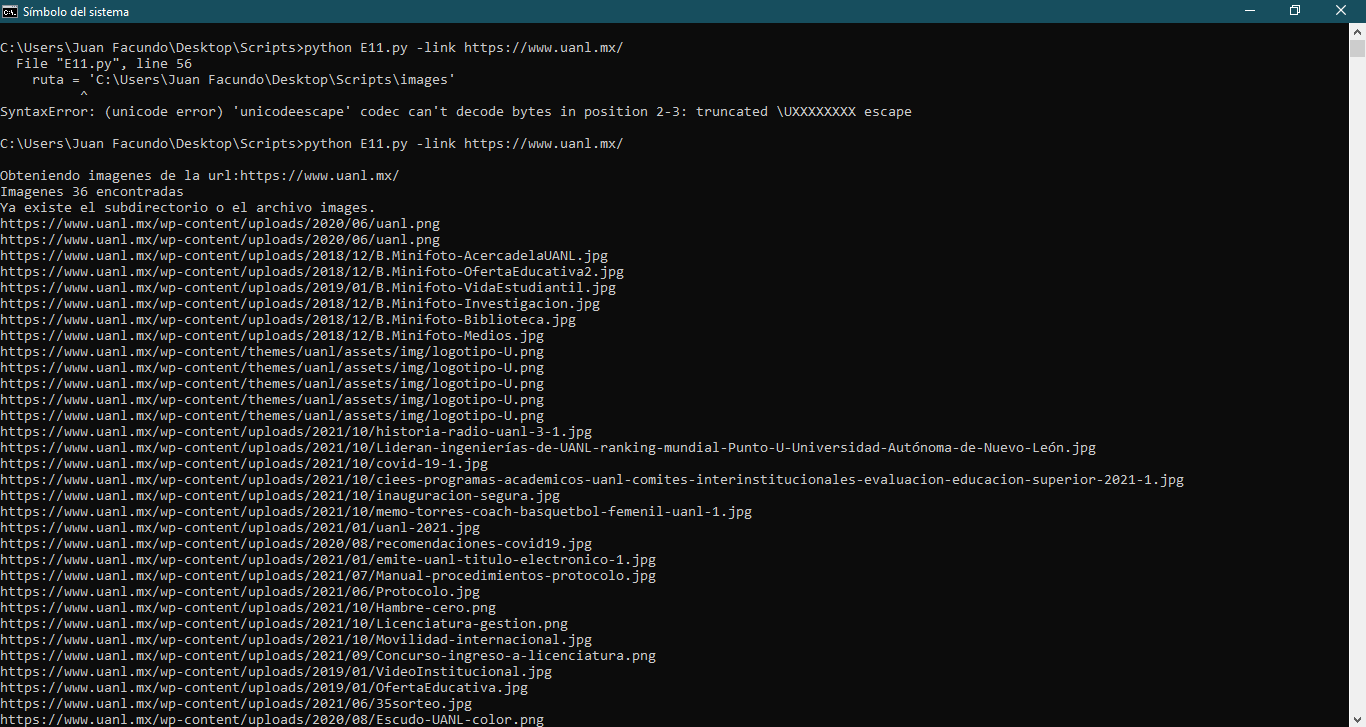 Símbolo del sistema
C:\Users\Juan Facundo\Desktop\Scripts>python E11.py -link https://www.uanl.mx/
  File "E11.py", line 56
    ruta = 'C:\Users\Juan Facundo\Desktop\Scripts\images'
          ^
SyntaxError: (unicode error) 'unicodeescape' codec can't decode bytes in position 2-3: truncated \UXXXXXXXX escape
C:\Users\Juan Facundo\Desktop\Scripts>python E11.py -link https://www.uanl.mx/
Obteniendo imagenes de la url:https://www.uanl.mx/
Imagenes 36 encontradas
Ya existe el subdirectorio o el archivo images.
https://www.uanl.mx/wp-content/uploads/2020/06/uanl.png
https://www.uanl.mx/wp-content/uploads/2020/06/uanl.png
https://www.uanl.mx/wp-content/uploads/2018/12/B.Minifoto-AcercadelaUANL.jpg
https://www.uanl.mx/wp-content/uploads/2018/12/B.Minifoto-OfertaEducativa2.jpg
https://www.uanl.mx/wp-content/uploads/2019/01/B.Minifoto-VidaEstudiantil.jpg
https://www.uanl.mx/wp-content/uploads/2018/12/B.Minifoto-Investigacion.jpg
https://www.uanl.mx/wp-content/uploads/2018/12/B.Minifoto-Biblioteca.jpg
https://www.uanl.mx/wp-content/uploads/2018/12/B.Minifoto-Medios.jpg
https://www.uanl.mx/wp-content/themes/uanl/assets/img/logotipo-U.png
https://www.uanl.mx/wp-content/themes/uanl/assets/img/logotipo-U.png
https://www.uanl.mx/wp-content/themes/uanl/assets/img/logotipo-U.png
https://www.uanl.mx/wp-content/themes/uanl/assets/img/logotipo-U.png
https://www.uanl.mx/wp-content/themes/uanl/assets/img/logotipo-U.png
https://www.uanl.mx/wp-content/uploads/2021/10/historia-radio-uanl-3-1.jpg
https://www.uanl.mx/wp-content/uploads/2021/10/Lideran-ingenierías-de-UANL-ranking-mundial-Punto-U-Universidad-Autónoma-de-Nuevo-León.jpg
https://www.uanl.mx/wp-content/uploads/2021/10/covid-19-1.jpg
https://www.uanl.mx/wp-content/uploads/2021/10/ciees-programas-academicos-uanl-comites-interinstitucionales-evaluacion-educacion-superior-2021-1.jpg
https://www.uanl.mx/wp-content/uploads/2021/10/inauguracion-segura.jpg
https://www.uanl.mx/wp-content/uploads/2021/10/memo-torres-coach-basquetbol-femenil-uanl-1.jpg
https://www.uanl.mx/wp-content/uploads/2021/01/uanl-2021.jpg
https://www.uanl.mx/wp-content/uploads/2020/08/recomendaciones-covid19.jpg
https://www.uanl.mx/wp-content/uploads/2021/01/emite-uanl-titulo-electronico-1.jpg
https://www.uanl.mx/wp-content/uploads/2021/07/Manual-procedimientos-protocolo.jpg
https://www.uanl.mx/wp-content/uploads/2021/06/Protocolo.jpg
https://www.uanl.mx/wp-content/uploads/2021/10/Hambre-cero.png
https://www.uanl.mx/wp-content/uploads/2021/10/Licenciatura-gestion.png
https://www.uanl.mx/wp-content/uploads/2021/10/Movilidad-internacional.jpg
https://www.uanl.mx/wp-content/uploads/2021/09/Concurso-ingreso-a-licenciatura.png
https://www.uanl.mx/wp-content/uploads/2019/01/VideoInstitucional.jpg
https://www.uanl.mx/wp-content/uploads/2019/01/OfertaEducativa.jpg
https://www.uanl.mx/wp-content/uploads/2021/06/35sorteo.jpg
https://www.uanl.mx/wp-content/uploads/2020/08/Escudo-UANL-color.png